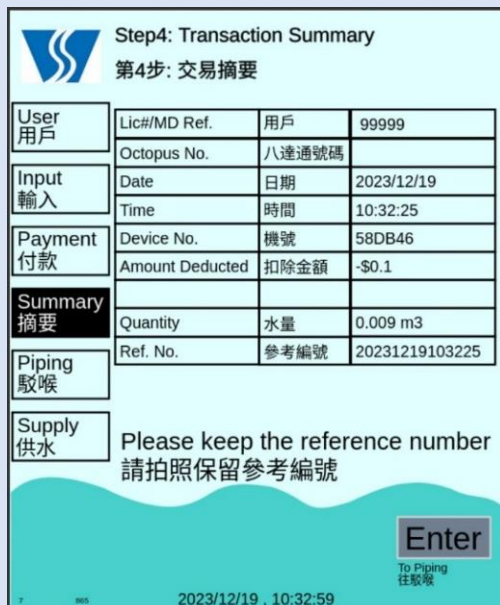 Step4: Transaction Summary
第4步: 交易摘要
User
用戶
Input
輸入
Payment
付款
Summary
摘要
Piping
駁喉
Supply
供水
Lic#/MD Ref. 用戶 99999
Octopus No. 八達通號碼
Date 日期 2023/12/19
Time 時間 10:32:25
Device No. 機號 58DB46
Amount Deducted 扣除金額 -$0.1
Quantity 水量 0.009 m3
Ref. No. 參考編號 20231219103225
Please keep the reference number
請拍照保留參考編號
Enter
To Piping
往駁喉
7 865 2023/12/19 , 10:32:59